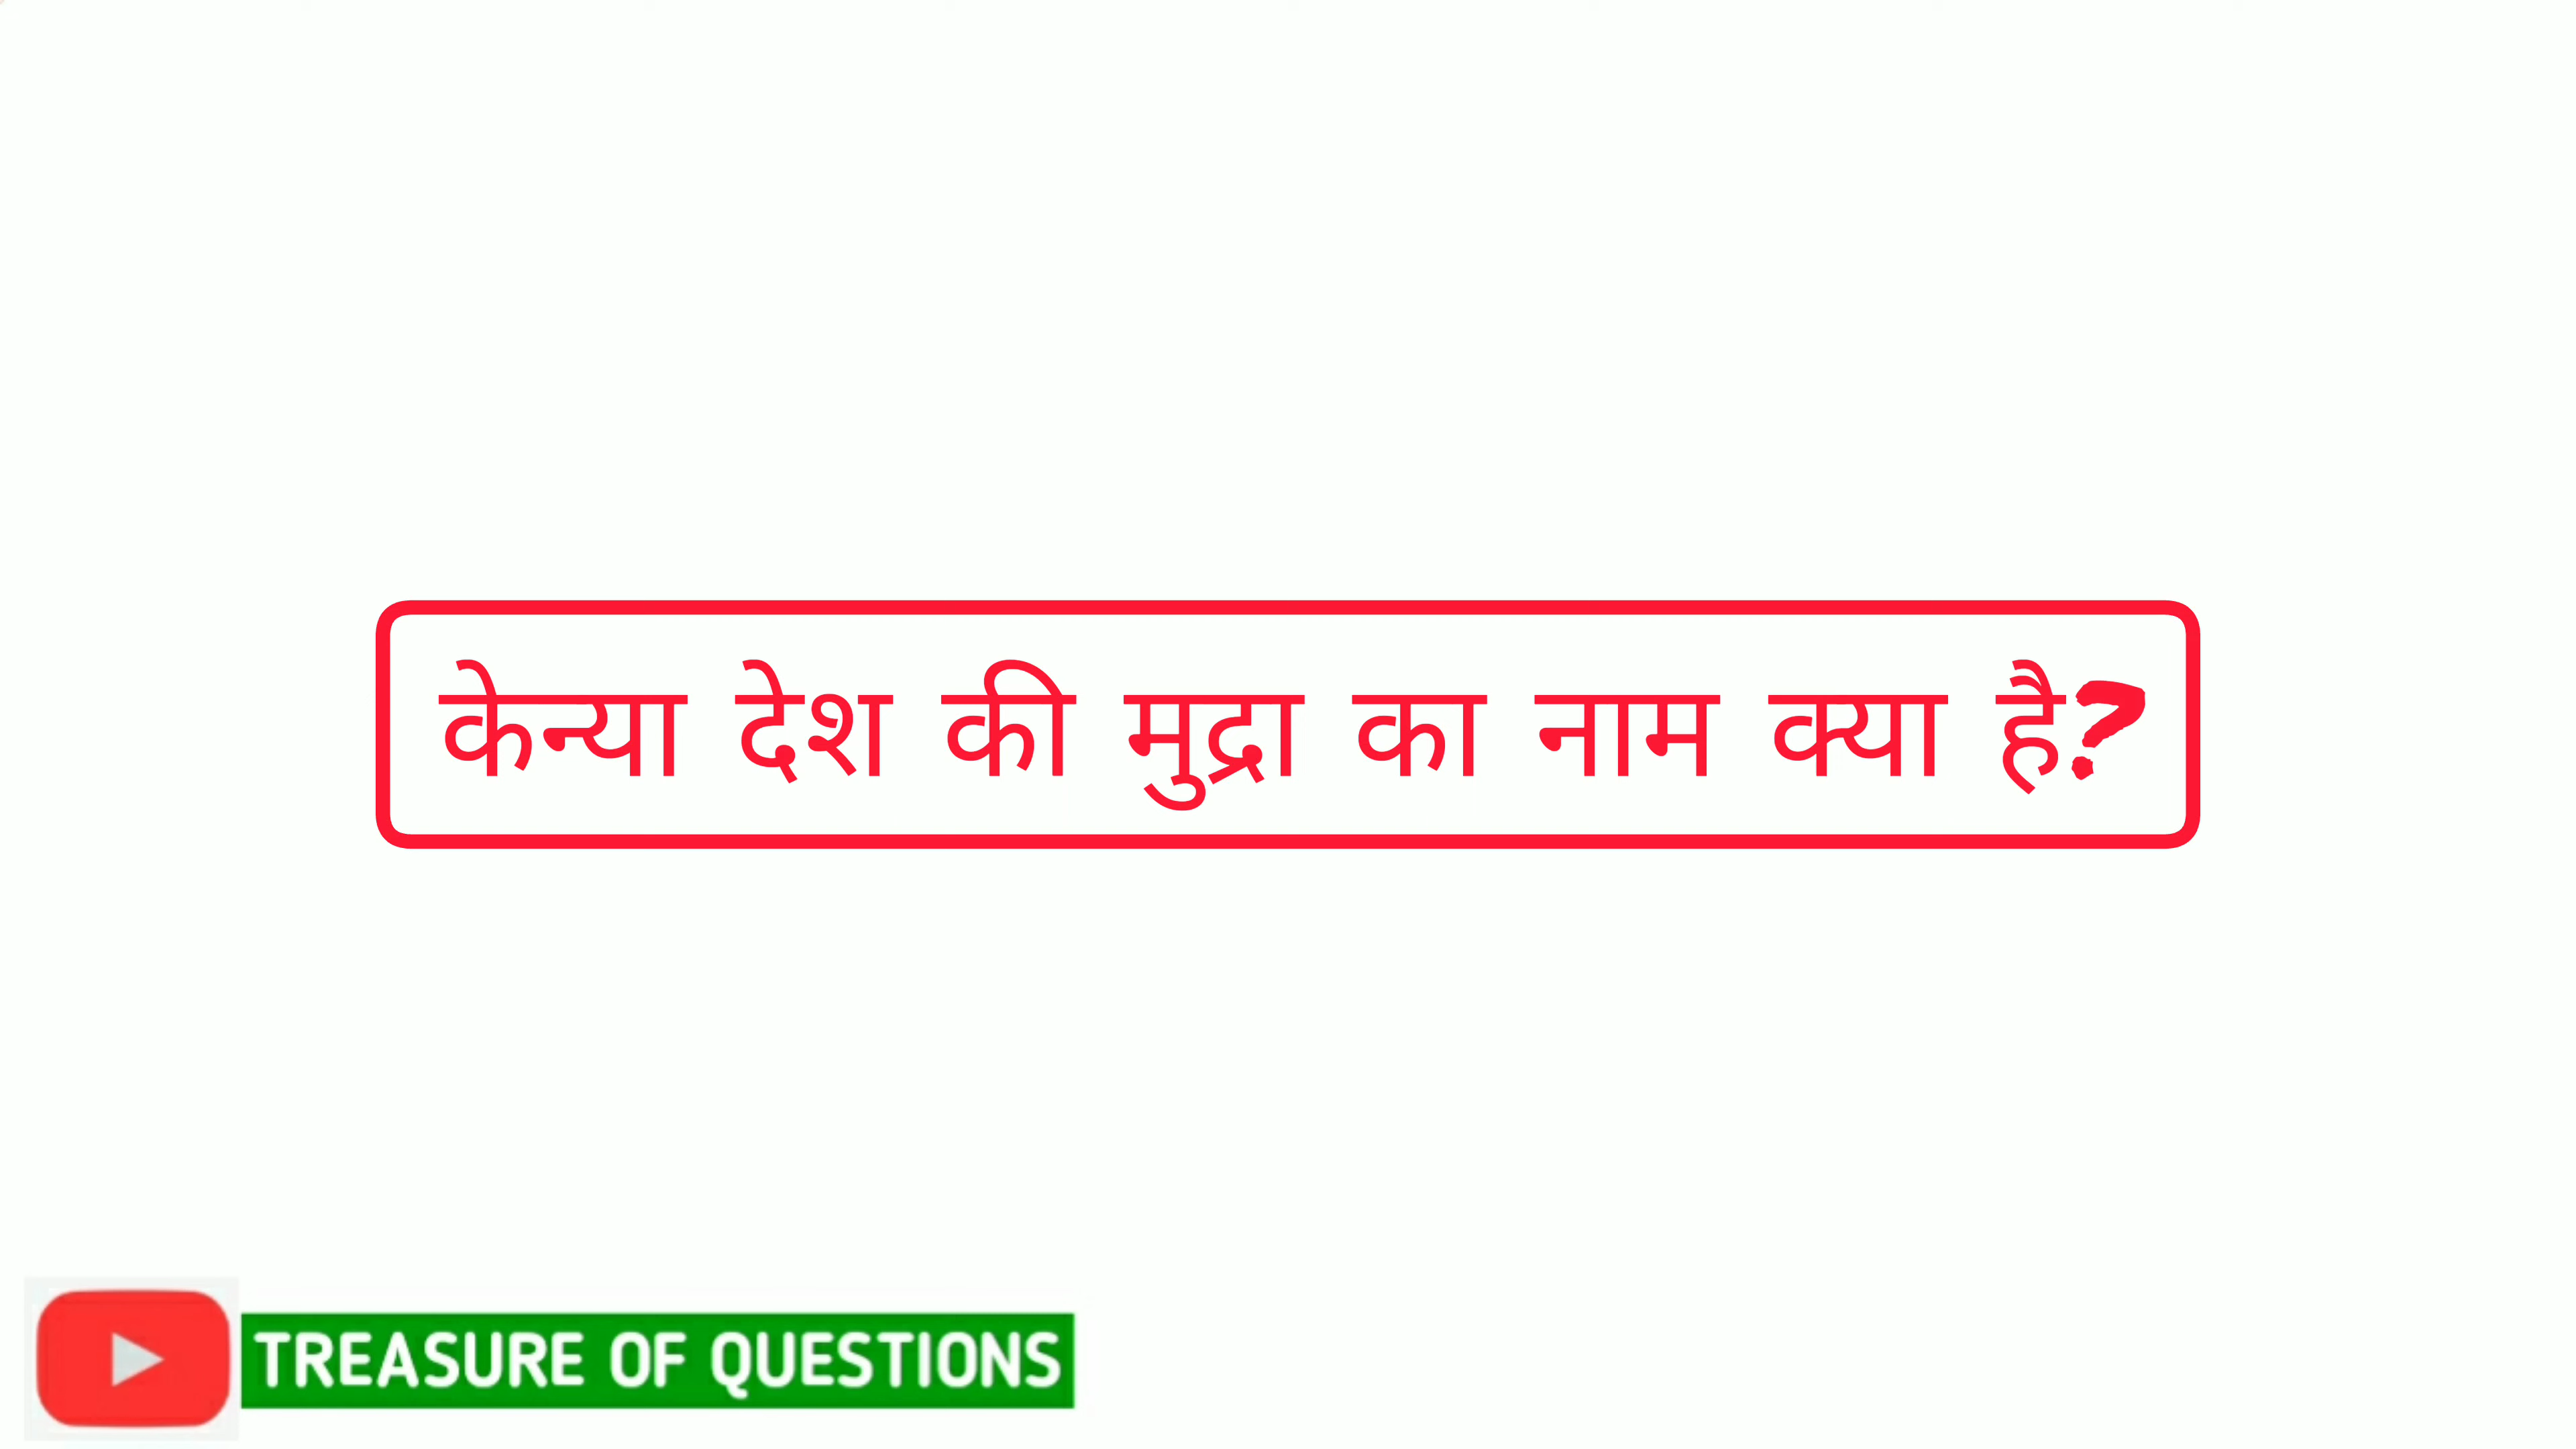 केन्या देश की मुद्रा का नाम क्या है?
TREASURE OF QUESTIONS